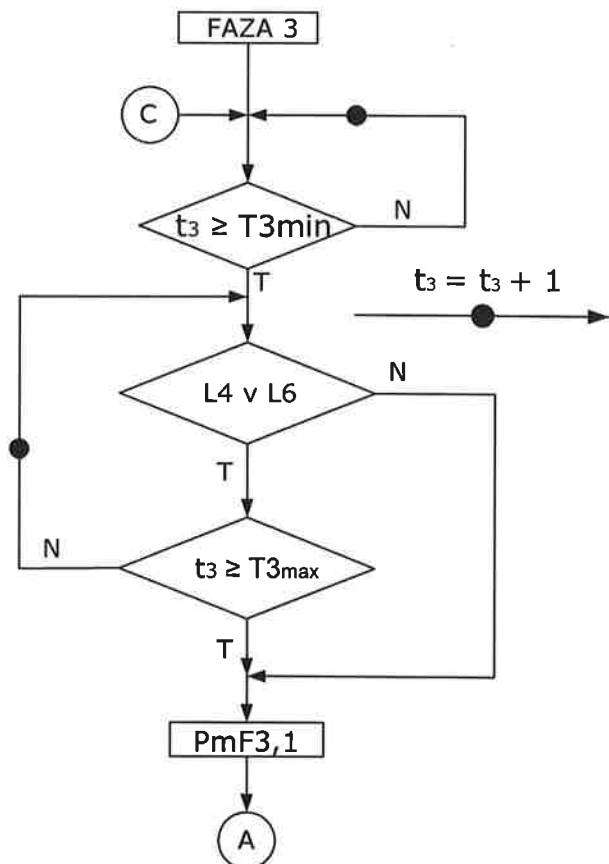 FAZA 3
C
t₃ ≥ T3min
N
T
t₃ = t₃ + 1
L4 v L6
N
T
t₃ ≥ T3max
N
T
PmF3,1
A